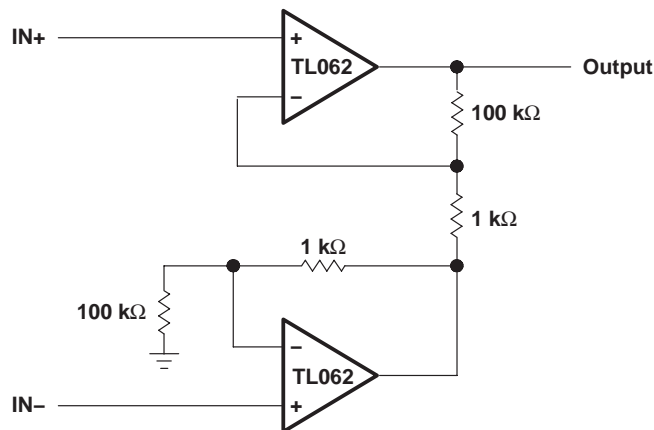 IN+
+
TL062
−
Output
100 kΩ
1 kΩ
1 kΩ
100 kΩ
−
TL062
+
IN−